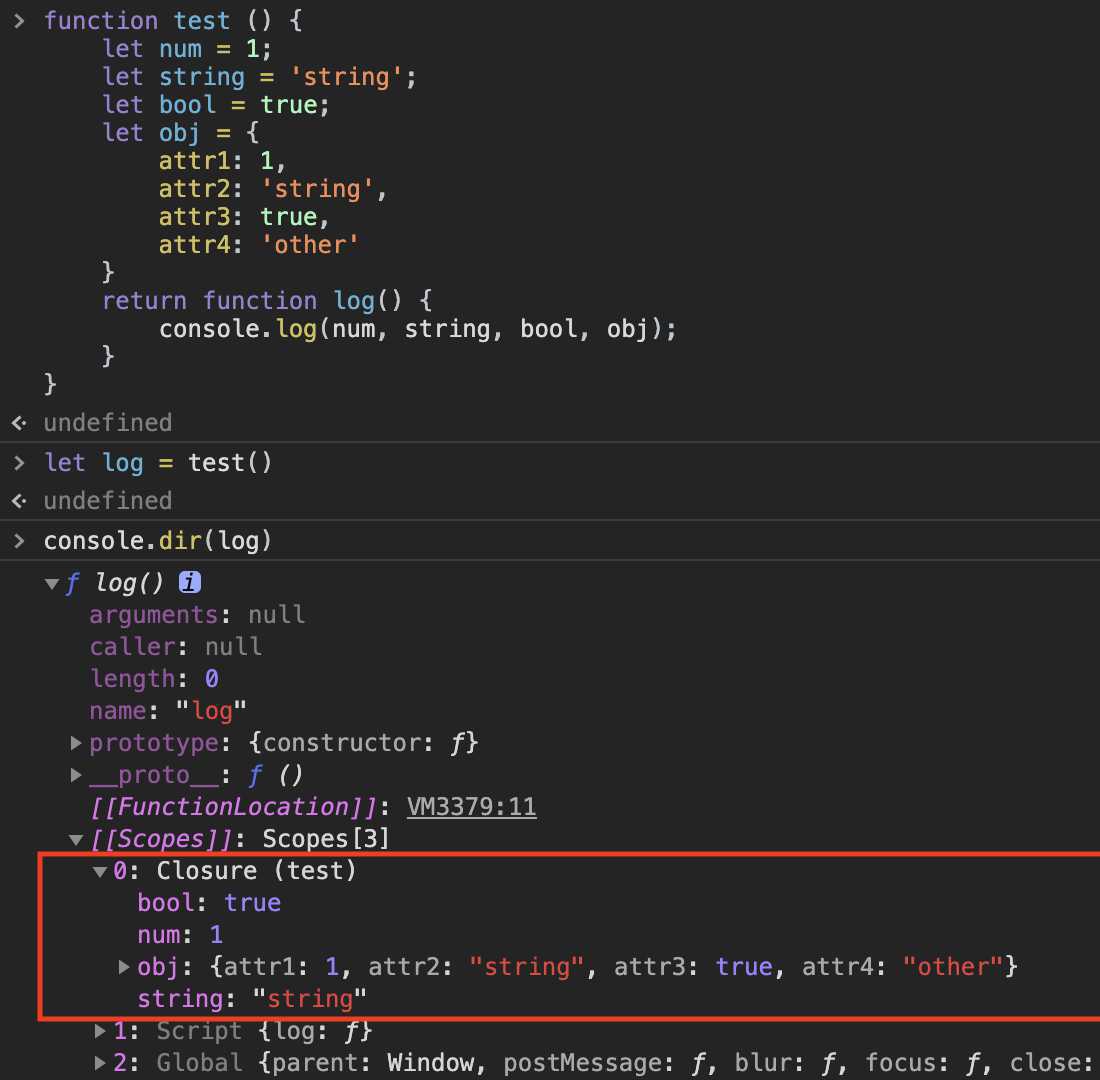 function test () {
let num = 1;
let string = 'string';
let bool = true;
let obj = {
attr1: 1,
attr2: 'string',
attr3: true,
attr4: 'other'
}
return function log() {
console.log(num, string, bool, obj);
}
}
undefined
let log = test()
undefined
console.dir(log)
ƒ log() i
arguments: null
caller: null
length: 0
name: "log"
prototype: {constructor: ƒ}
__proto__: ƒ ()
[[FunctionLocation]]: VM3379:11
[[Scopes]]: Scopes[3]
0: Closure (test)
bool: true
num: 1
obj: {attr1: 1, attr2: "string", attr3: true, attr4: "other"}
string: "string"
1: Script {log: ƒ}
2: Global {parent: Window, postMessage: ƒ, blur: ƒ, focus: ƒ, close: